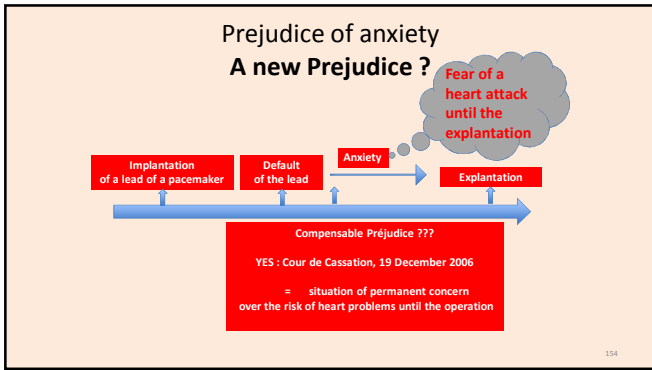 Prejudice of anxiety
A new Prejudice ?
Fear of a
heart attack
until the
explantation
Anxiety
Implantation
of a lead of a pacemaker
Default
of the lead
Explantation
Compensable Préjudice ???
YES : Cour de Cassation, 19 December 2006
= situation of permanent concern
over the risk of heart problems until the operation
154